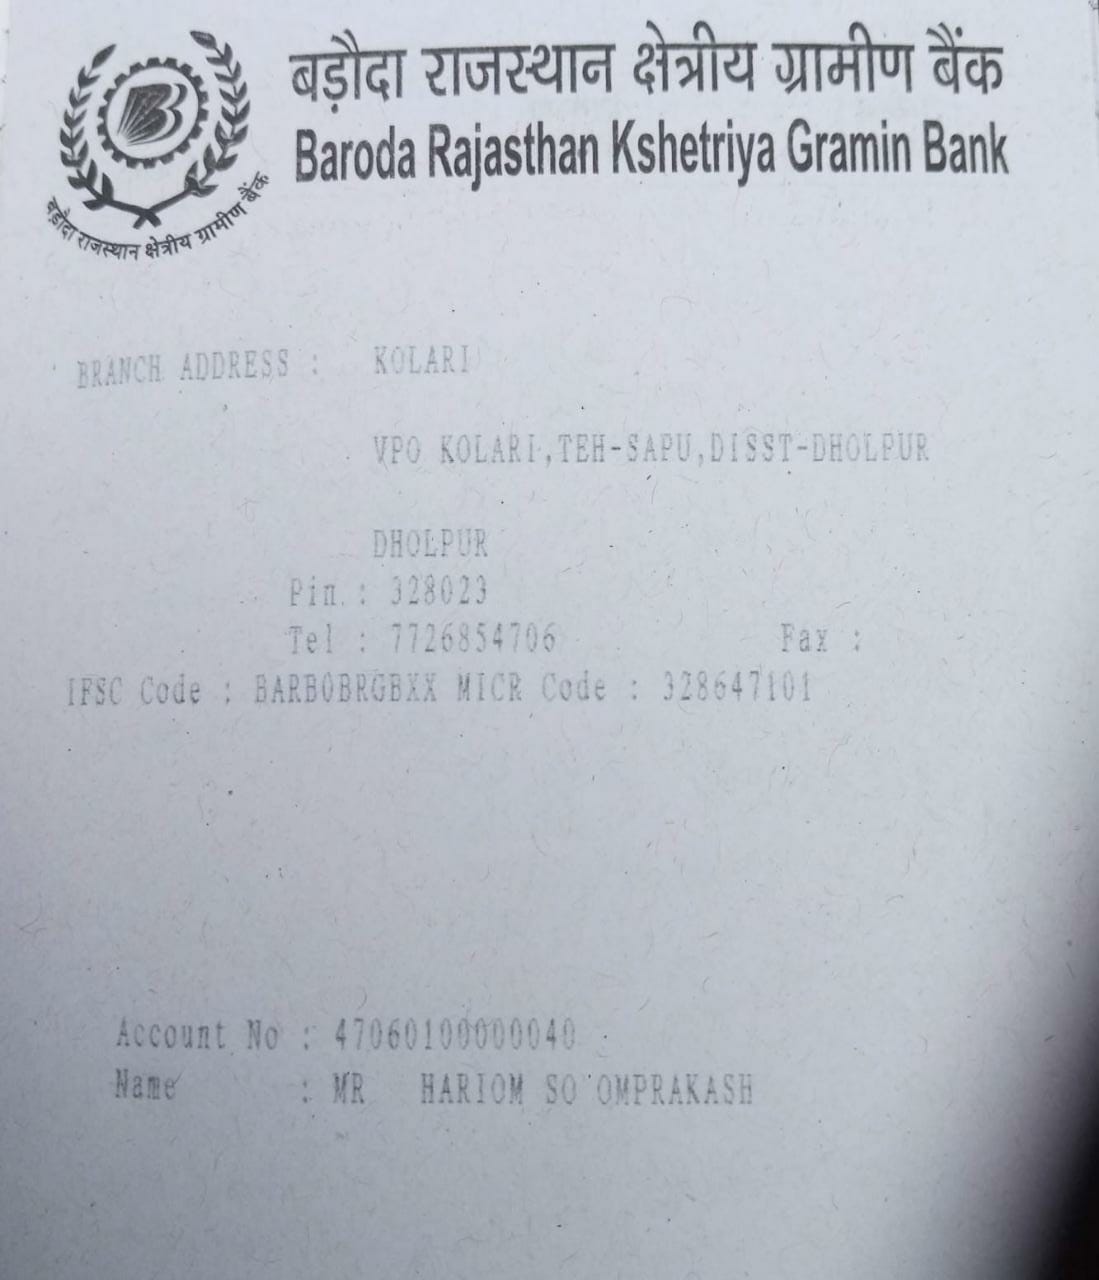 बड़ौदा राजस्थान क्षेत्रीय ग्रामीण बैंक
Baroda Rajasthan Kshetriya Gramin Bank
बड़ौदा राजस्थान क्षेत्रीय ग्रामीण बैंक
BRANCH ADDRESS : KOLARI
VPO KOLARI,TEH-SAPU,DISST-DHOLPUR
DHOLPUR
Pin : 328023
Tel : 7726854706 Fax :
IFSC Code : BARB0BRGBXX MICR Code : 328647101
Account No : 47060100000040
Name : MR HARIOM SO OMPRAKASH